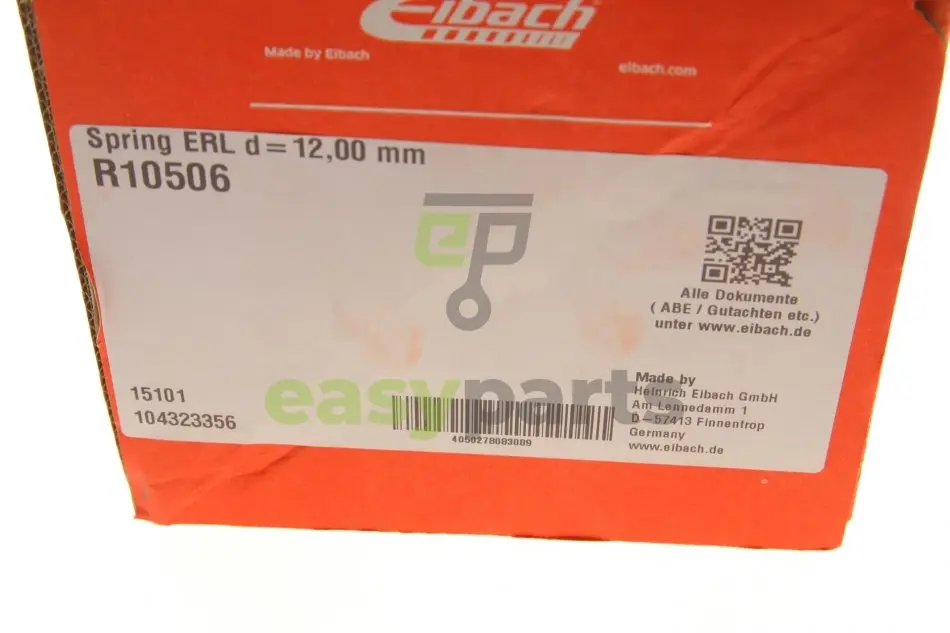 Eibach
Made by Eibach
eibach.com
Spring ERL d=12,00 mm
R10506
ep
Alle Dokumente
( ABE / Gutachten etc.)
unter www.eibach.de
easyparts
15101
104323356
4050278083089
Made by
Heinrich Eibach GmbH
Am Lennedamm 1
D-57413 Finnentrop
Germany
www.eibach.de